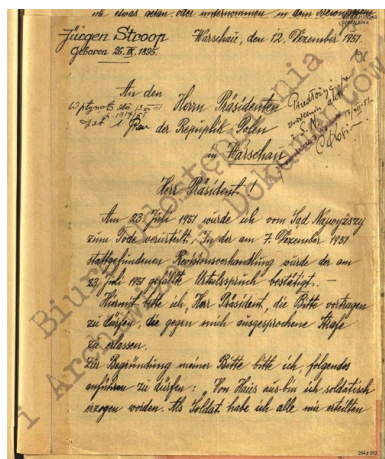 Jürgen Stroop
Geboren 26.IX.1895.
Warschau, den 12. Dezember 1951.
An den
Herrn Präsidenten
der Republik Polen
in Warschau
Herr Präsident!
Am 23. Juli 1951 wurde ich vom Sąd Najwyższy
zum Tode verurteilt. In der am 7. Dezember 1951
stattgefundenen Revisionsverhandlung wurde der am
23. Juli 1951 gefällte Urteilsspruch bestätigt. —
Hiermit bitte ich, Herr Präsident, die Bitte vortragen
zu dürfen, die gegen mich ausgesprochene Strafe
zu erlassen.
Zur Begründung meiner Bitte bitte ich, folgendes
anführen zu dürfen: "Von Haus aus bin ich soldatisch
erzogen worden. Als Soldat habe ich alle mir erteilten